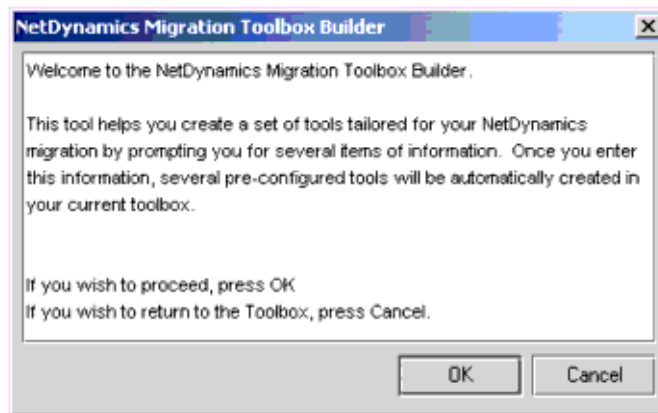 NetDynamics Migration Toolbox Builder
Welcome to the NetDynamics Migration Toolbox Builder.
This tool helps you create a set of tools tailored for your NetDynamics
migration by prompting you for several items of information. Once you enter
this information, several pre-configured tools will be automatically created in
your current toolbox.
If you wish to proceed, press OK
If you wish to return to the Toolbox, press Cancel.
OK
Cancel